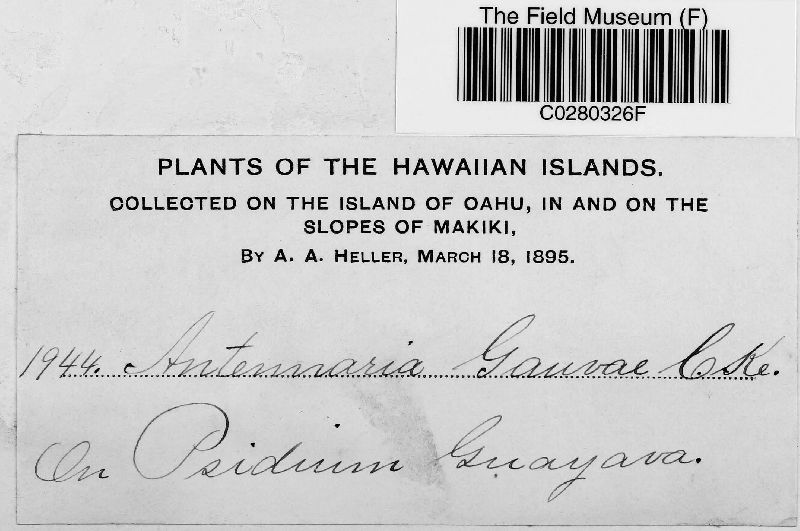 The Field Museum (F)
C0280326F
PLANTS OF THE HAWAIIAN ISLANDS.
COLLECTED ON THE ISLAND OF OAHU, IN AND ON THE
SLOPES OF MAKIKI,
BY A. A. HELLER, MARCH 18, 1895.
1944. Antennaria Gauvae CKe.
On Psidium Guayava.